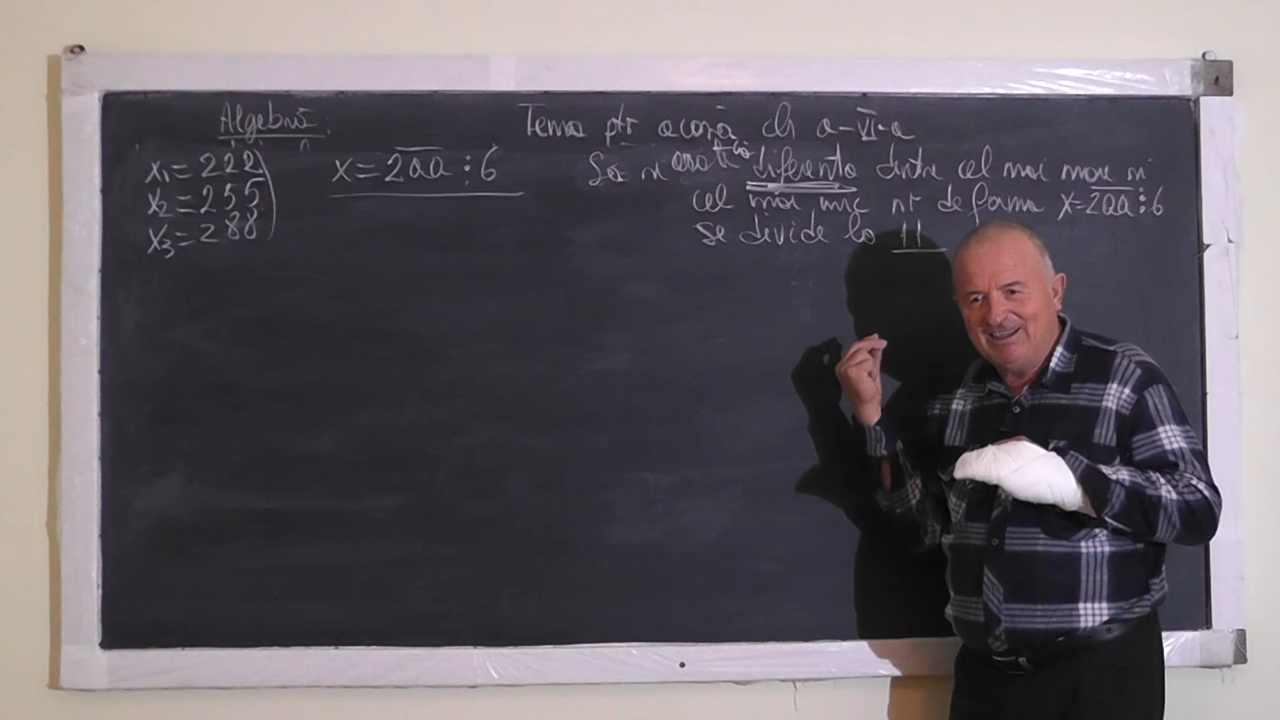 Algebră
x₁=222
x₂=255
x₃=288
x=2aa⋮6
Tema ptr acasă cls a-VI-a
Să se arate că diferența dintre cel mai mare și
cel mai mic nr de forma x=2aa⋮6
se divide la 11